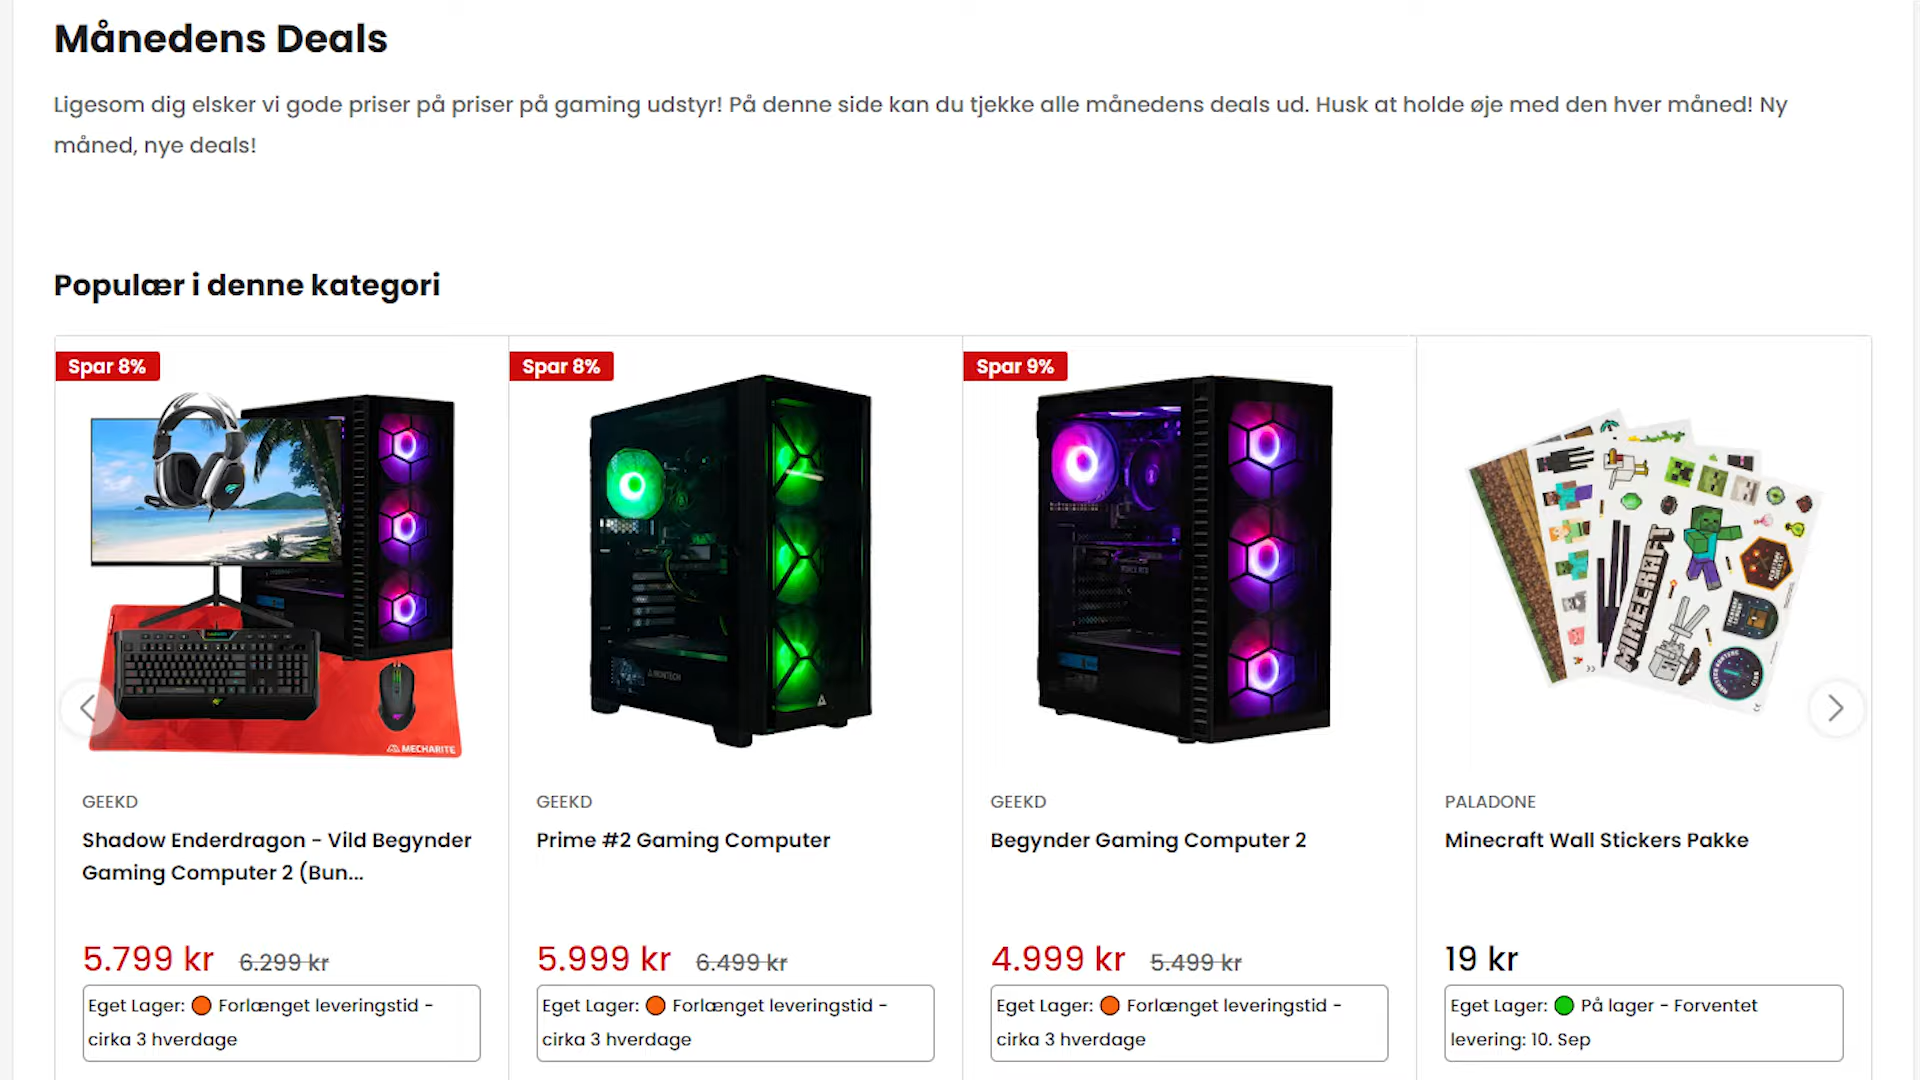 Månedens Deals
Ligesom dig elsker vi gode priser på priser på gaming udstyr! På denne side kan du tjekke alle månedens deals ud. Husk at holde øje med den hver måned! Ny
måned, nye deals!
Populær i denne kategori
Spar 8%
MECHARITE
GEEKD
Shadow Enderdragon - Vild Begynder
Gaming Computer 2 (Bun...
5.799 kr 6.299 kr
Eget Lager: Forlænget leveringstid -
cirka 3 hverdage
Spar 8%
MONTECH
GEEKD
Prime #2 Gaming Computer
5.999 kr 6.499 kr
Eget Lager: Forlænget leveringstid -
cirka 3 hverdage
Spar 9%
GEEKD
Begynder Gaming Computer 2
4.999 kr 5.499 kr
Eget Lager: Forlænget leveringstid -
cirka 3 hverdage
MINECRAFT
PALADONE
Minecraft Wall Stickers Pakke
19 kr
Eget Lager: På lager - Forventet
levering: 10. Sep